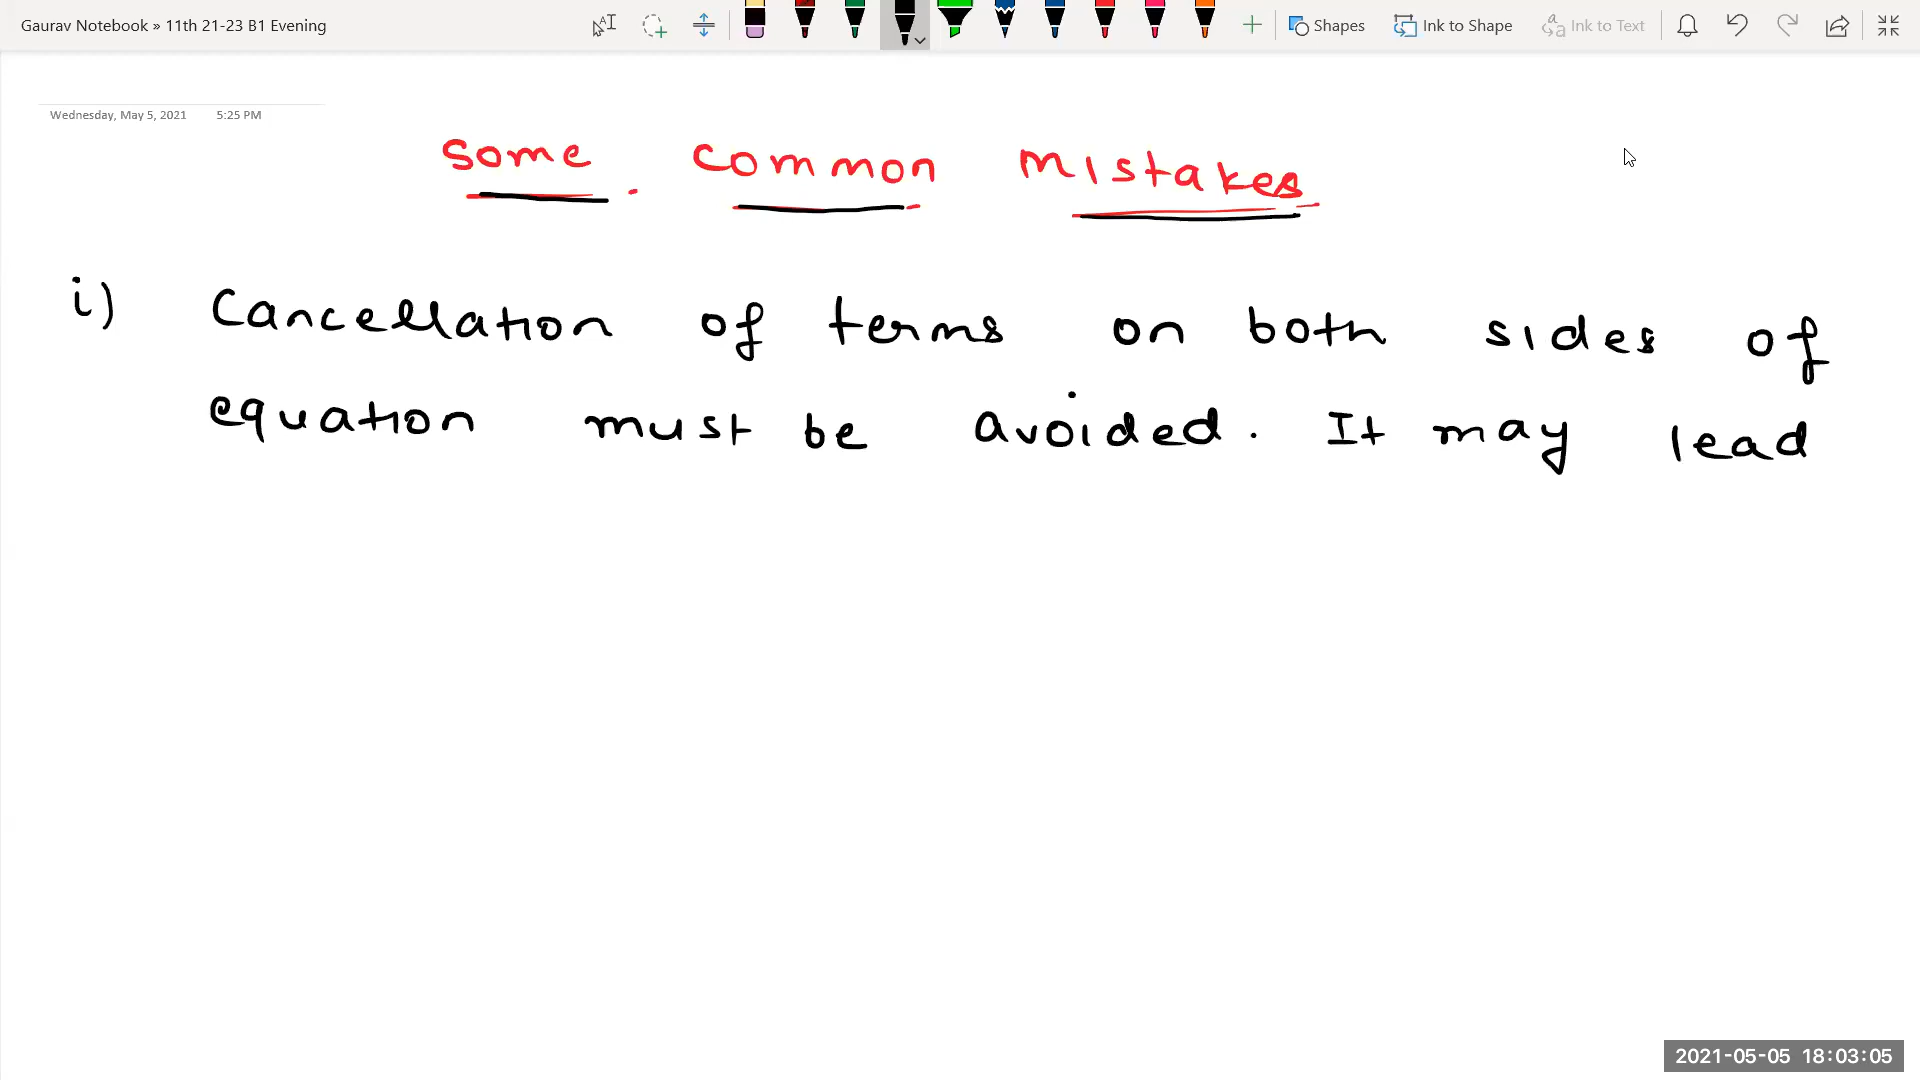 Gaurav Notebook » 11th 21-23 B1 Evening
Shapes Ink to Shape Ink to Text
Wednesday, May 5, 2021 5:25 PM
Some Common Mistakes
i) Cancellation of terms on both sides of
equation must be avoided. It may lead
2021-05-05 18:03:05